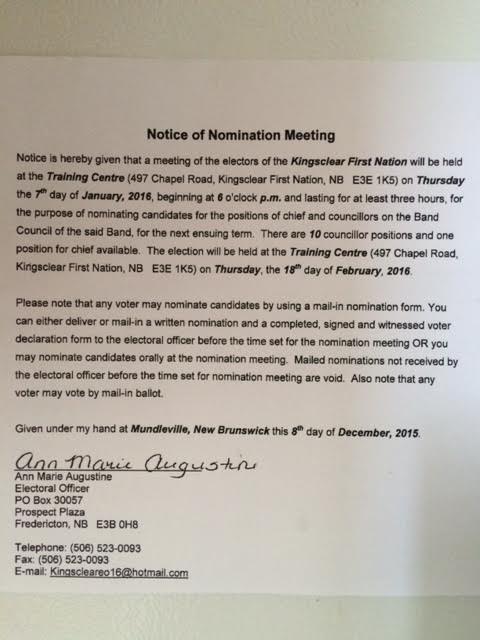 Notice of Nomination Meeting
Notice is hereby given that a meeting of the electors of the Kingsclear First Nation will be held
at the Training Centre (497 Chapel Road, Kingsclear First Nation, NB E3E 1K5) on Thursday
the 7th day of January, 2016, beginning at 6 o'clock p.m. and lasting for at least three hours, for
the purpose of nominating candidates for the positions of chief and councillors on the Band
Council of the said Band, for the next ensuing term. There are 10 councillor positions and one
position for chief available. The election will be held at the Training Centre (497 Chapel Road,
Kingsclear First Nation, NB E3E 1K5) on Thursday, the 18th day of February, 2016.
Please note that any voter may nominate candidates by using a mail-in nomination form. You
can either deliver or mail-in a written nomination and a completed, signed and witnessed voter
declaration form to the electoral officer before the time set for the nomination meeting OR you
may nominate candidates orally at the nomination meeting. Mailed nominations not received by
the electoral officer before the time set for nomination meeting are void. Also note that any
voter may vote by mail-in ballot.
Given under my hand at Mundleville, New Brunswick this 8th day of December, 2015.
Ann Marie Augustine
Ann Marie Augustine
Electoral Officer
PO Box 30057
Prospect Plaza
Fredericton, NB E3B 0H8
Telephone: (506) 523-0093
Fax: (506) 523-0093
E-mail: Kingscleareo16@hotmail.com